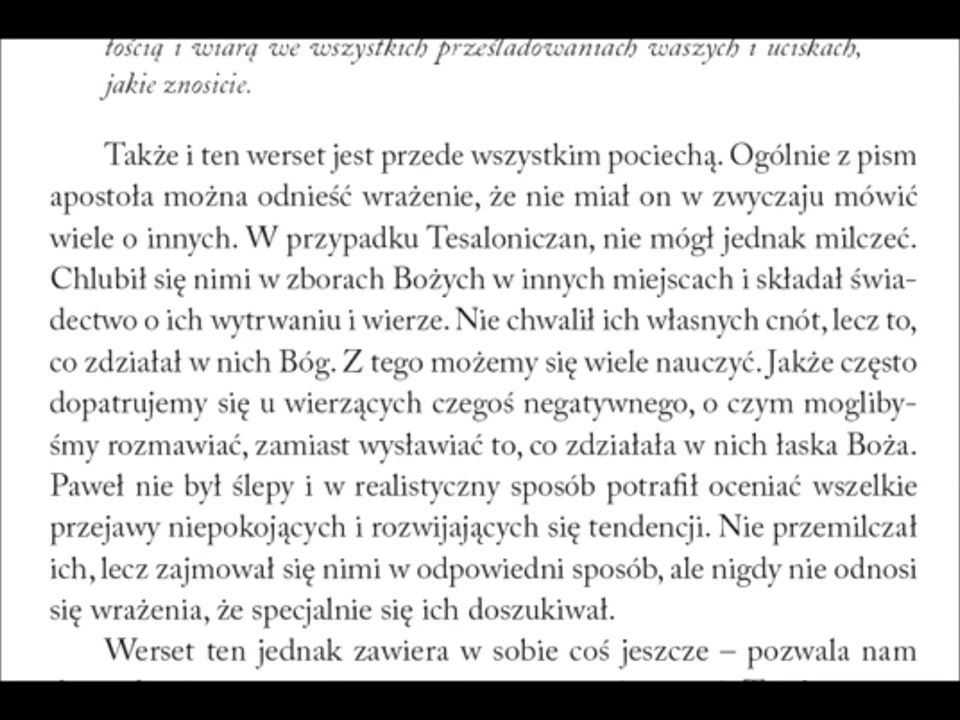 łością i wiarą we wszystkich prześladowaniach waszych i uciskach,
jakie znosicie.
Także i ten werset jest przede wszystkim pociechą. Ogólnie z pism
apostoła można odnieść wrażenie, że nie miał on w zwyczaju mówić
wiele o innych. W przypadku Tesaloniczan, nie mógł jednak milczeć.
Chlubił się nimi w zborach Bożych w innych miejscach i składał świa-
dectwo o ich wytrwaniu i wierze. Nie chwalił ich własnych cnót, lecz to,
co zdziałał w nich Bóg. Z tego możemy się wiele nauczyć. Jakże często
dopatrujemy się u wierzących czegoś negatywnego, o czym mogliby-
śmy rozmawiać, zamiast wysławiać to, co zdziałała w nich łaska Boża.
Paweł nie był ślepy i w realistyczny sposób potrafił oceniać wszelkie
przejawy niepokojących i rozwijających się tendencji. Nie przemilczał
ich, lecz zajmował się nimi w odpowiedni sposób, ale nigdy nie odnosi
się wrażenia, że specjalnie się ich doszukiwał.
Werset ten jednak zawiera w sobie coś jeszcze – pozwala nam